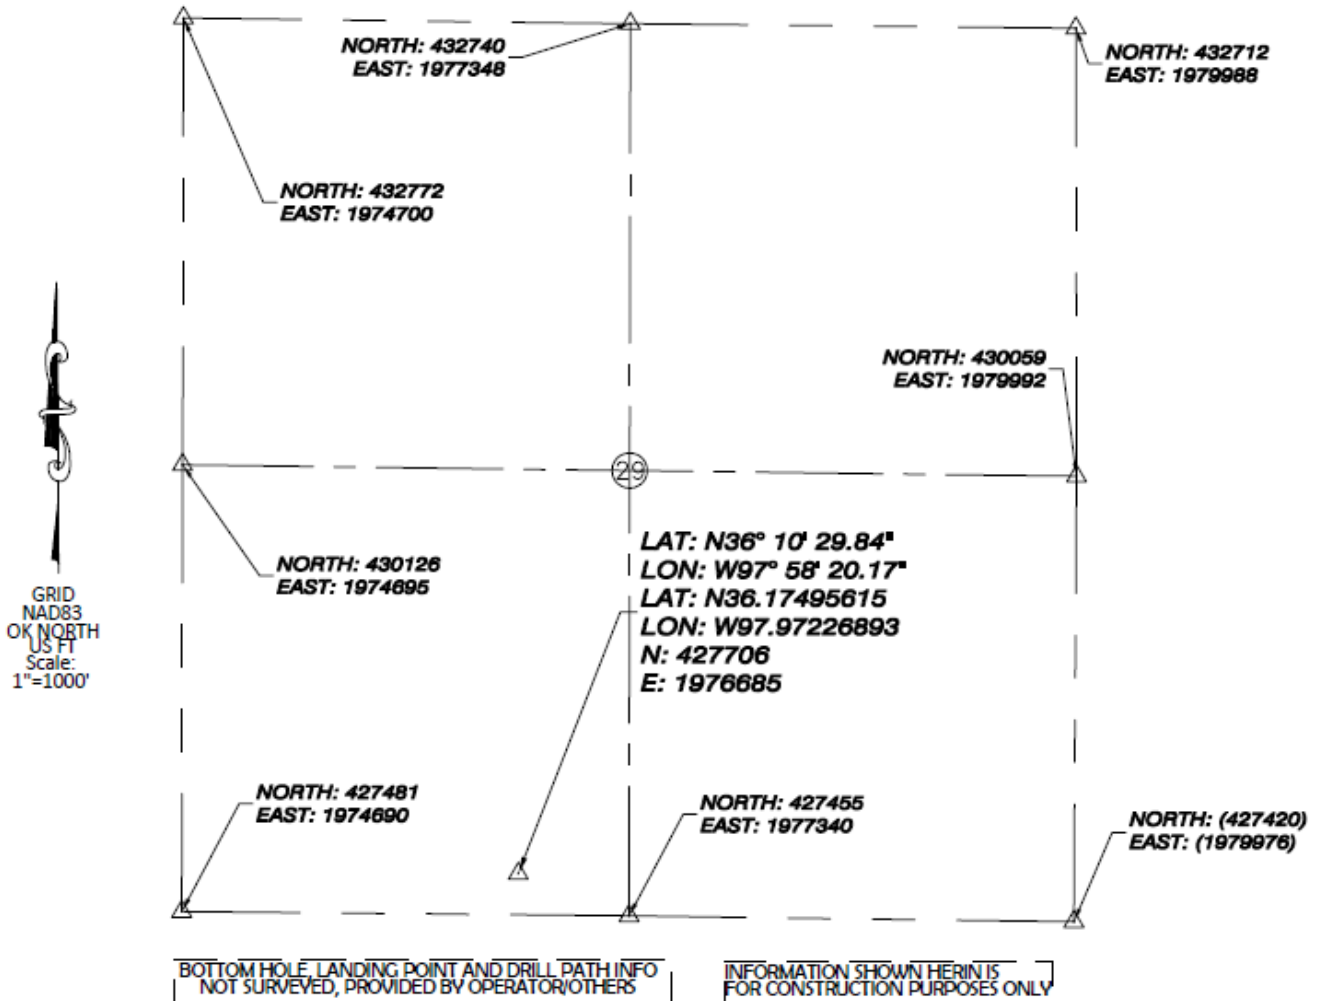 NORTH: 432740
EAST: 1977348
NORTH: 432712
EAST: 1979988
NORTH: 432772
EAST: 1974700
NORTH: 430059
EAST: 1979992
29
NORTH: 430126
EAST: 1974695
LAT: N36° 10' 29.84"
LON: W97° 58' 20.17"
LAT: N36.17495615
LON: W97.97226893
N: 427706
E: 1976685
GRID
NAD83
OK NORTH
US FT
Scale:
1"=1000'
NORTH: 427481
EAST: 1974690
NORTH: 427455
EAST: 1977340
NORTH: (427420)
EAST: (1979976)
BOTTOM HOLE, LANDING POINT AND DRILL PATH INFO
NOT SURVEYED, PROVIDED BY OPERATOR/OTHERS
INFORMATION SHOWN HERIN IS
FOR CONSTRUCTION PURPOSES ONLY